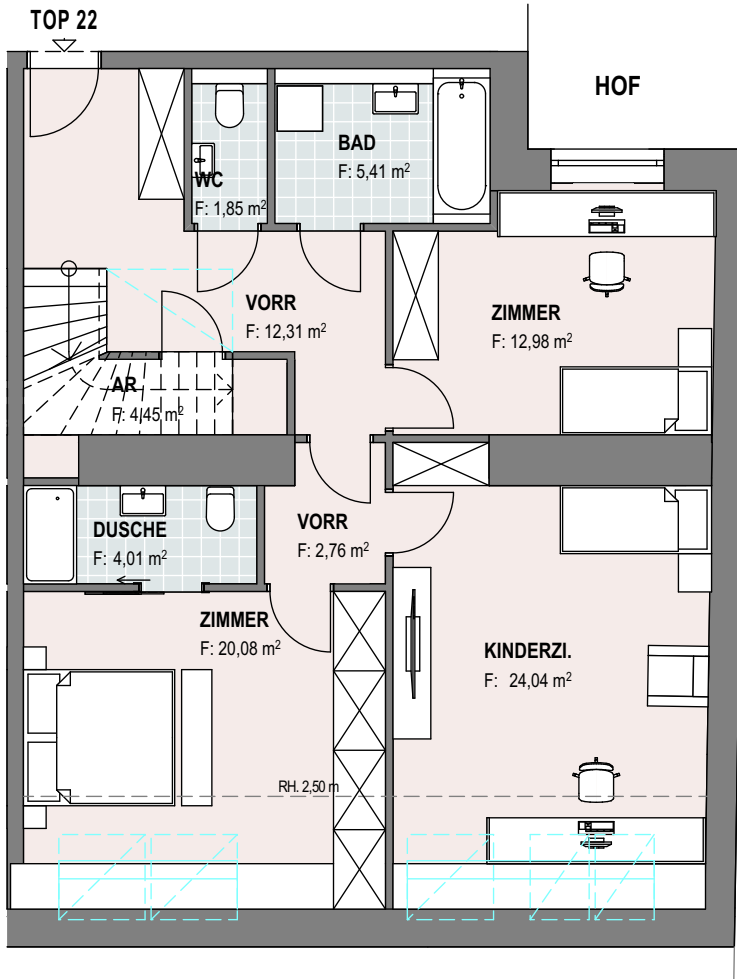 TOP 22
HOF
BAD
F: 5,41 m²
WC
F: 1,85 m²
VORR
F: 12,31 m²
ZIMMER
F: 12,98 m²
AR
F: 4,45 m²
DUSCHE
F: 4,01 m²
VORR
F: 2,76 m²
ZIMMER
F: 20,08 m²
KINDERZI.
F: 24,04 m²
RH. 2,50 m